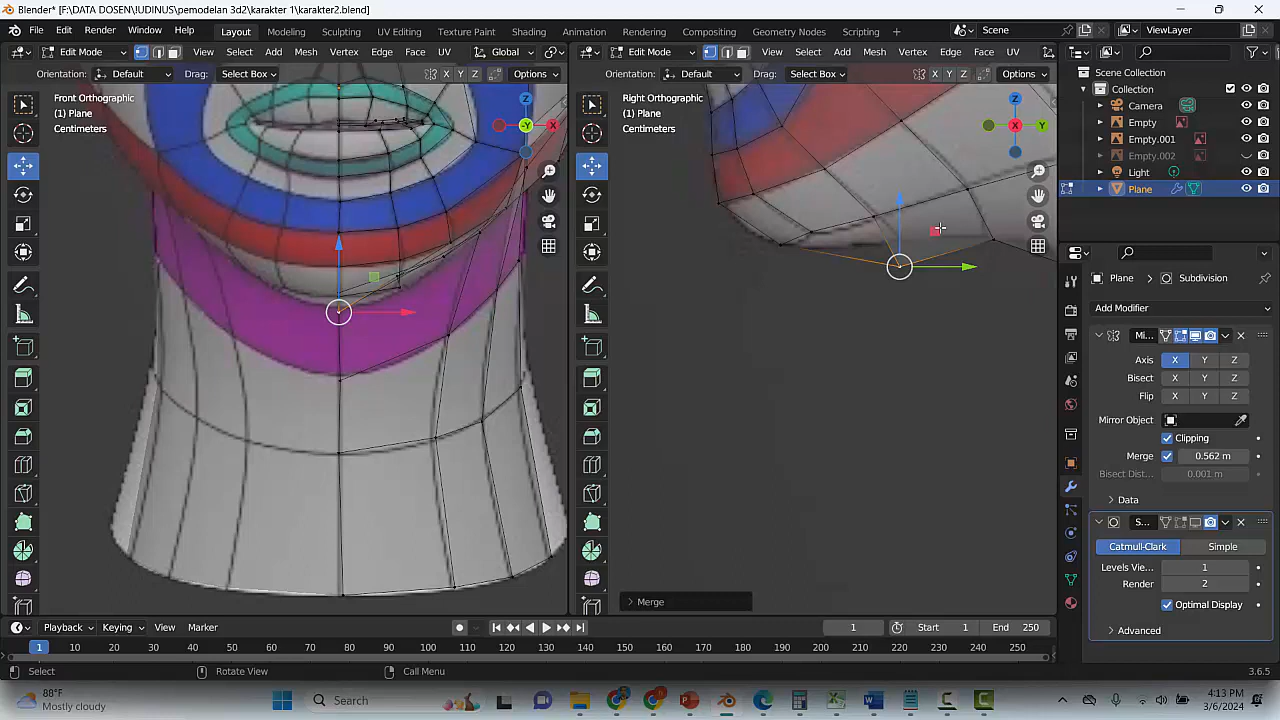 Blender* [F:\DATA DOSEN\!UDINUS\pemodelan 3d2\karakter 1\karakter2.blend]
File Edit Render Window Help Layout Modeling Sculpting UV Editing Texture Paint Shading Animation Rendering Compositing Geometry Nodes Scripting Scene ViewLayer
Edit Mode View Select Add Mesh Vertex Edge Face UV Global Edit Mode View Select Add Mesh Vertex Edge Face UV
Orientation: Default Drag: Select Box X Y Z Options Orientation: Default Drag: Select Box X Y Z Options
Scene Collection
Collection
Camera
Empty
Empty.001
Empty.002
Light
Plane
Front Orthographic
(1) Plane
Centimeters
Z
-Y
X
Right Orthographic
(1) Plane
Centimeters
Z
X
Y
Plane Subdivision
Add Modifier
Mi...
Axis X Y Z
Bisect X Y Z
Flip X Y Z
Mirror Object
Clipping
Merge 0.562 m
Bisect Dist... 0.001 m
Data
S...
Catmull-Clark Simple
Levels Vie... 1
Render 2
Optimal Display
Advanced
Merge
Playback Keying View Marker 1 Start 1 End 250
1 10 20 30 40 50 60 70 80 90 100 110 120 130 140 150 160 170 180 190 200 210 220 230 240 250
Select Rotate View Call Menu 3.6.5
88°F
Mostly cloudy
Search
4:13 PM
3/6/2024